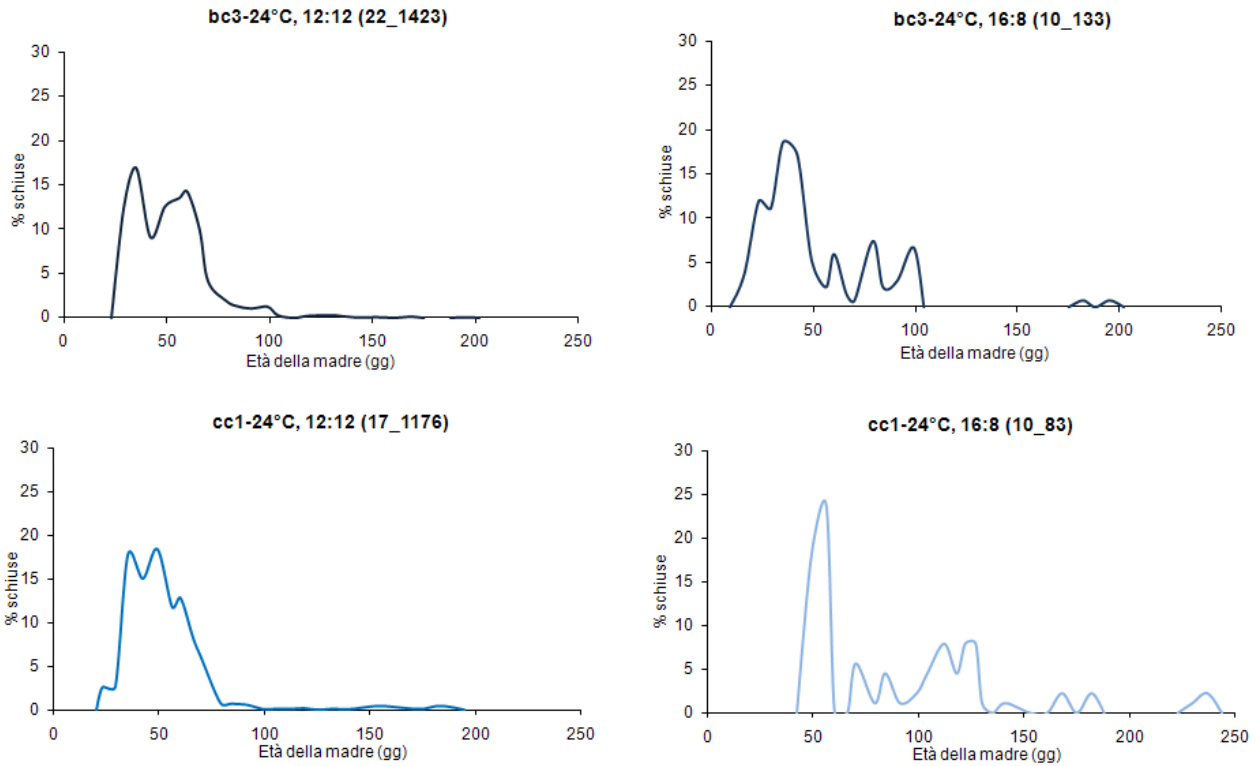 bc3-24°C, 12:12 (22_1423)
30
25
20
15
10
5
0
% schiuse
0 50 100 150 200 250
Età della madre (gg)
bc3-24°C, 16:8 (10_133)
30
25
20
15
10
5
0
% schiuse
0 50 100 150 200 250
Età della madre (gg)
cc1-24°C, 12:12 (17_1176)
30
25
20
15
10
5
0
% schiuse
0 50 100 150 200 250
Età della madre (gg)
cc1-24°C, 16:8 (10_83)
30
25
20
15
10
5
0
% schiuse
0 50 100 150 200 250
Età della madre (gg)